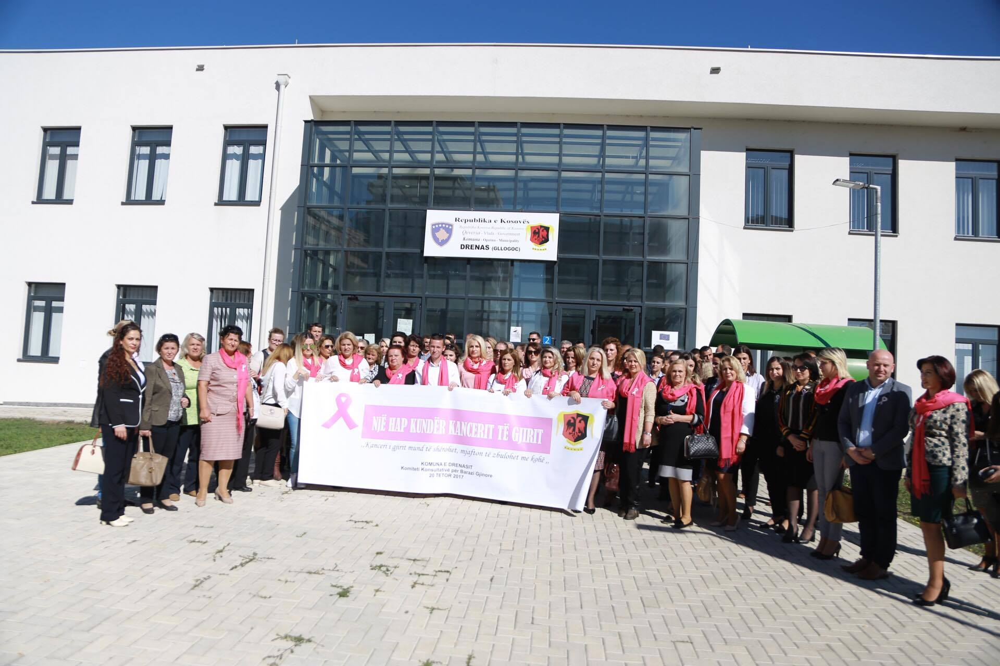 Republika e Kosovës
Republika Kosova-Republic of Kosovo
Qeveria - Vlada - Government
Komuna - Opština - Municipality
DRENAS (GLLOGOC)
DRENAS
2
NJË HAP KUNDËR KANCERIT TË GJIRIT
,,Kanceri i gjirit mund të shërohet, mjafton të zbulohet me kohë,,
KOMUNA E DRENASIT
Komiteti Konsultativë për Barazi Gjinore
20 TETOR 2017
DRENAS